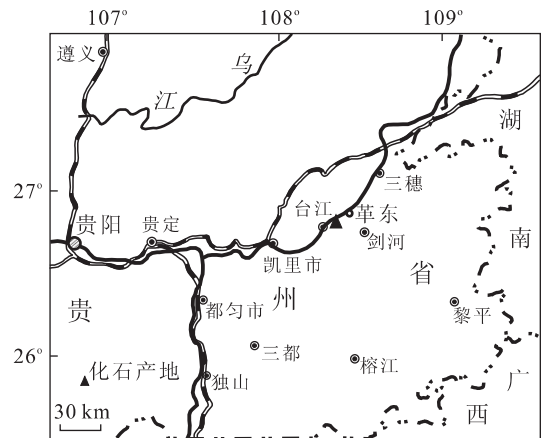 107° 108° 109°
遵义
乌
江
湖
27°
三穗
台江
革东
贵阳
贵定
剑河
南
凯里市
省
州
贵
都匀市
黎平
26°
三都
榕江
化石产地
独山
广
西
30 km